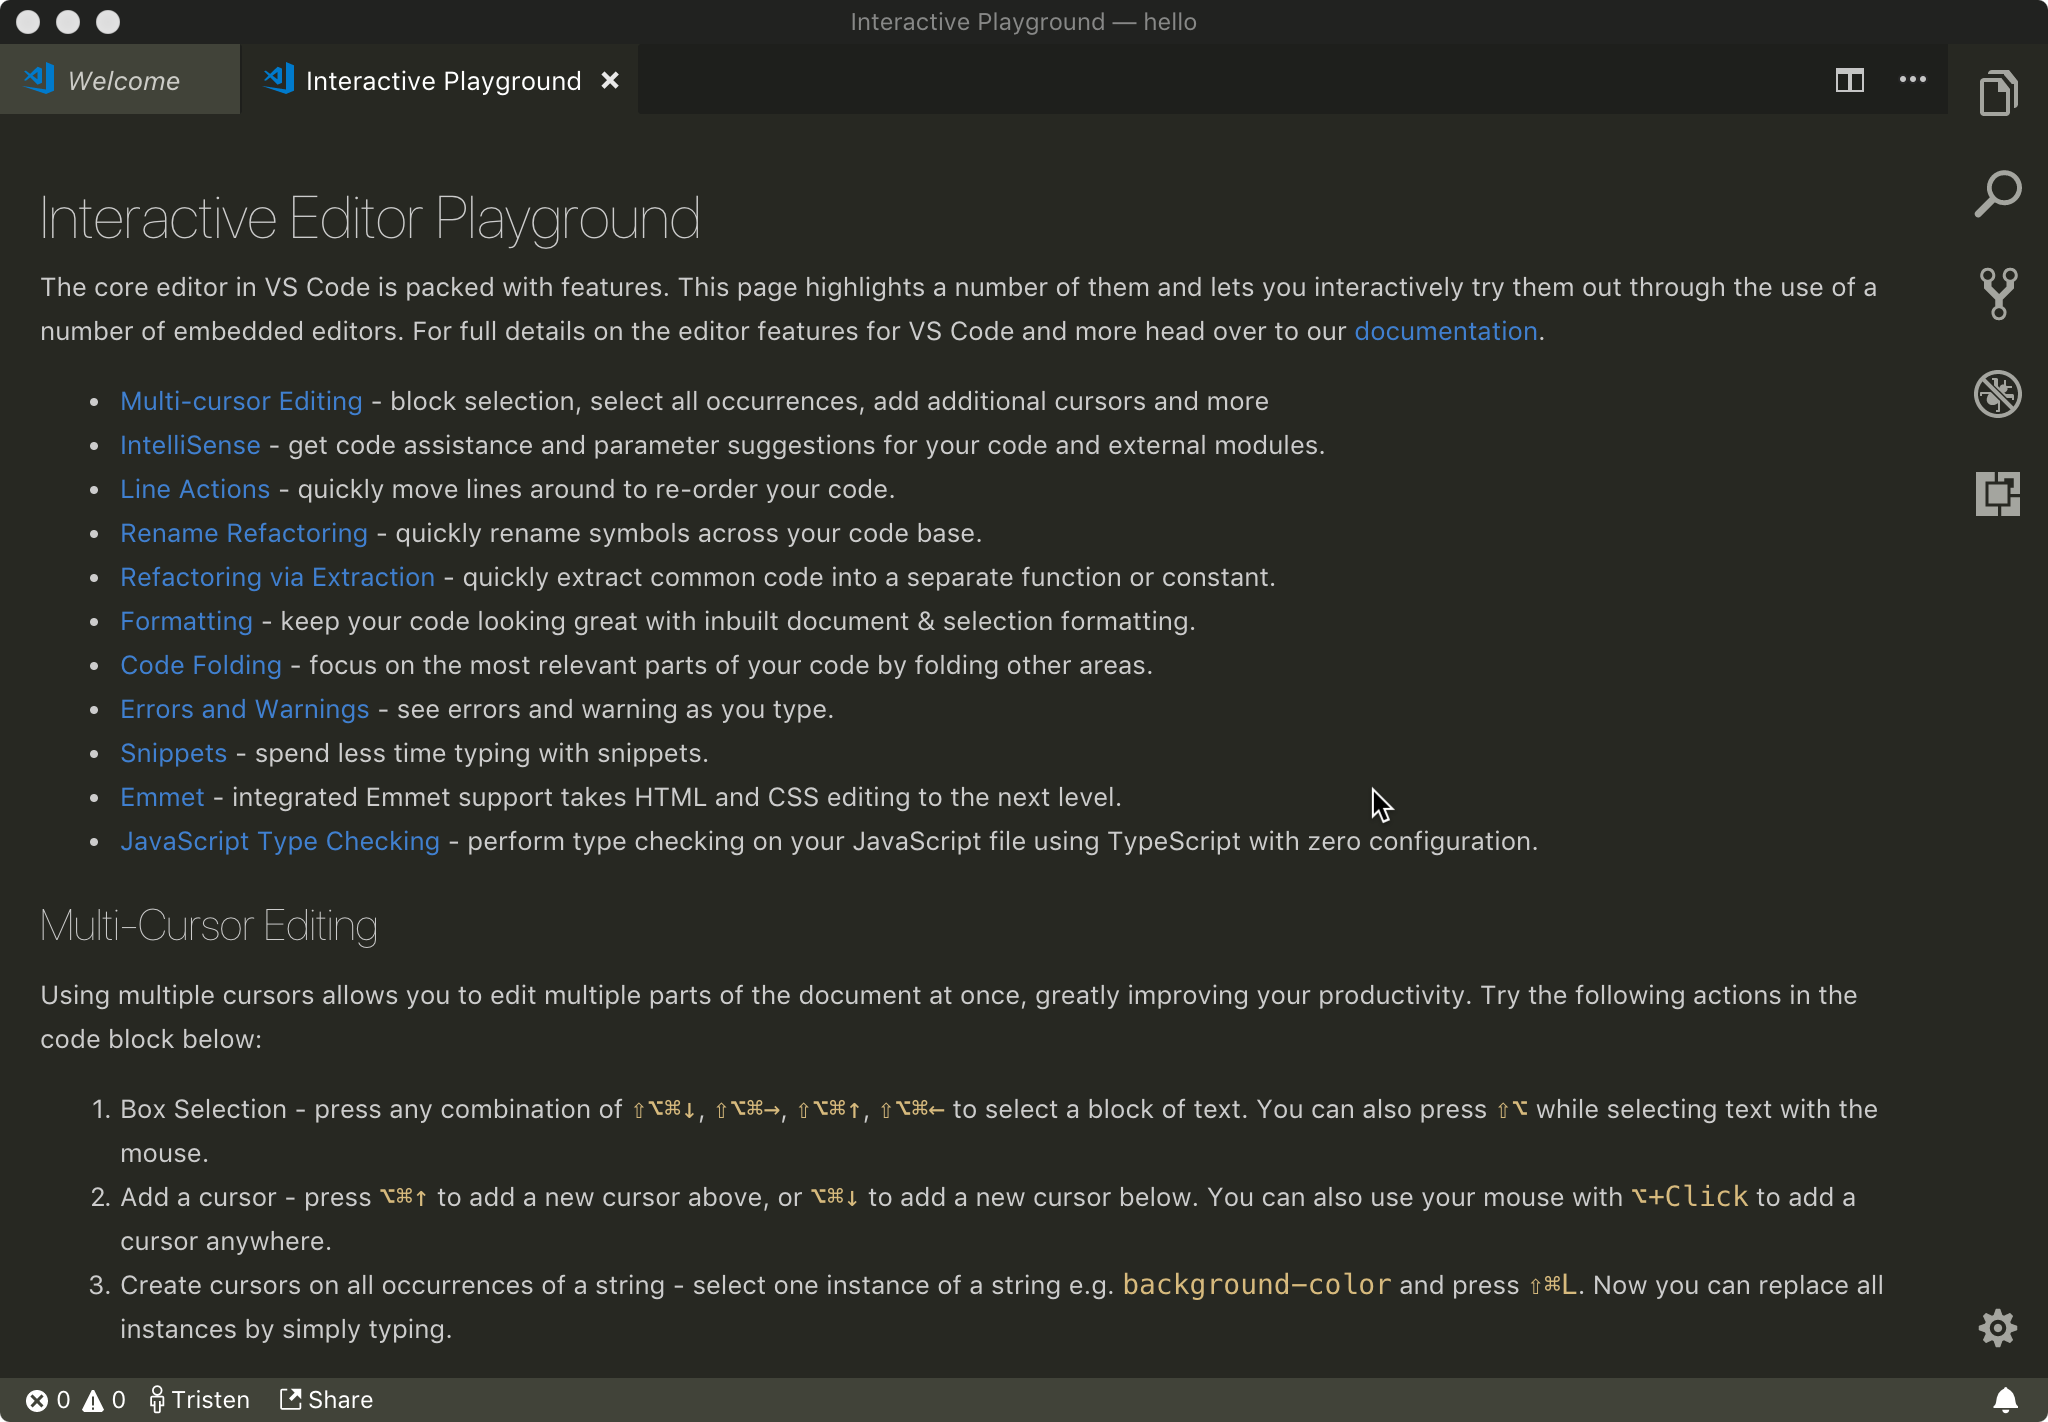 Interactive Playground — hello
Welcome
Interactive Playground
Interactive Editor Playground
The core editor in VS Code is packed with features. This page highlights a number of them and lets you interactively try them out through the use of a
number of embedded editors. For full details on the editor features for VS Code and more head over to our documentation.
• Multi-cursor Editing - block selection, select all occurrences, add additional cursors and more
• IntelliSense - get code assistance and parameter suggestions for your code and external modules.
• Line Actions - quickly move lines around to re-order your code.
• Rename Refactoring - quickly rename symbols across your code base.
• Refactoring via Extraction - quickly extract common code into a separate function or constant.
• Formatting - keep your code looking great with inbuilt document & selection formatting.
• Code Folding - focus on the most relevant parts of your code by folding other areas.
• Errors and Warnings - see errors and warning as you type.
• Snippets - spend less time typing with snippets.
• Emmet - integrated Emmet support takes HTML and CSS editing to the next level.
• JavaScript Type Checking - perform type checking on your JavaScript file using TypeScript with zero configuration.
Multi-Cursor Editing
Using multiple cursors allows you to edit multiple parts of the document at once, greatly improving your productivity. Try the following actions in the
code block below:
1. Box Selection - press any combination of ⇧⌥⌘↓, ⇧⌥⌘→, ⇧⌥⌘↑, ⇧⌥⌘← to select a block of text. You can also press ⇧⌥ while selecting text with the
mouse.
2. Add a cursor - press ⌥⌘↑ to add a new cursor above, or ⌥⌘↓ to add a new cursor below. You can also use your mouse with ⌥+Click to add a
cursor anywhere.
3. Create cursors on all occurrences of a string - select one instance of a string e.g. background-color and press ⇧⌘L. Now you can replace all
instances by simply typing.
0 0 Tristen Share